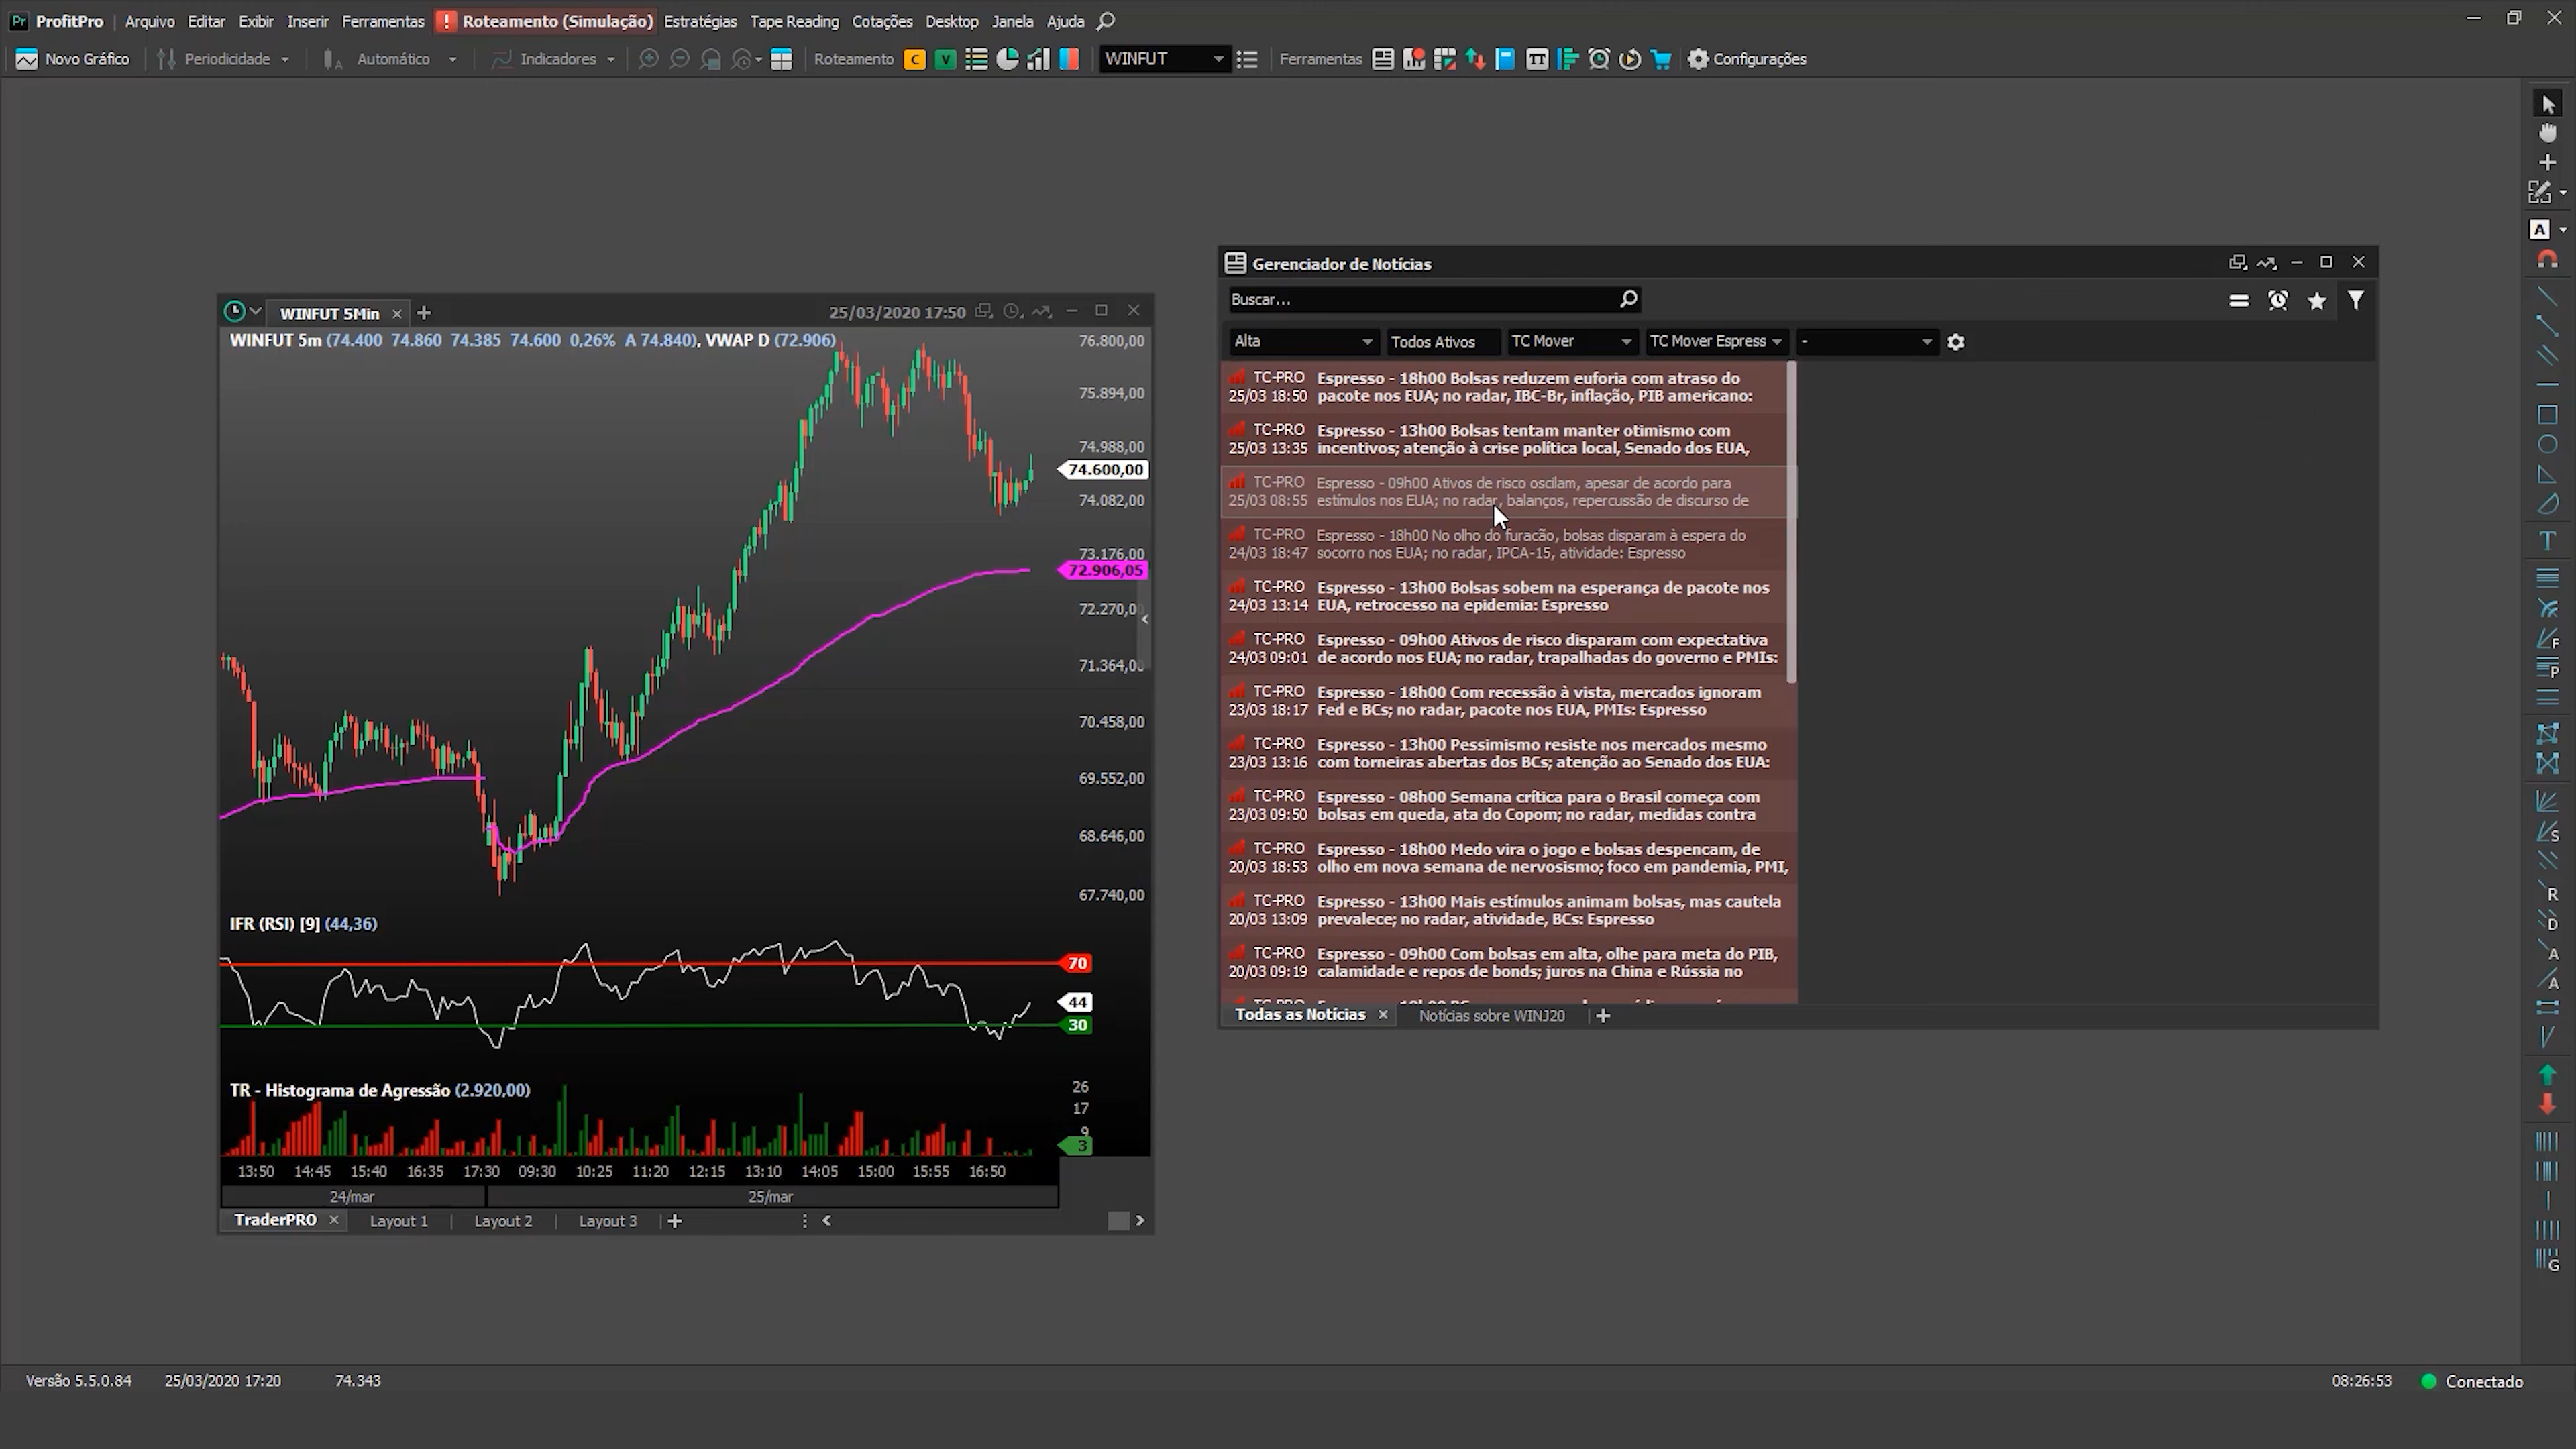 ProfitPro Arquivo Editar Exibir Inserir Ferramentas ! Roteamento (Simulação) Estratégias Tape Reading Cotações Desktop Janela Ajuda
Novo Gráfico Periodicidade Automático Indicadores Roteamento C V WINFUT Ferramentas Configurações
WINFUT 5Min 25/03/2020 17:50
WINFUT 5m (74.400 74.860 74.385 74.600 0,26% A 74.840), VWAP D (72.906)
76.800,00
75.894,00
74.988,00
74.600,00
74.082,00
73.176,00
72.906,05
72.270,0
71.364,0
70.458,00
69.552,00
68.646,00
67.740,00
IFR (RSI) [9] (44,36)
70
44
30
TR - Histograma de Agressão (2.920,00)
26
17
9
3
13:50 14:45 15:40 16:35 17:30 09:30 10:25 11:20 12:15 13:10 14:05 15:00 15:55 16:50
24/mar 25/mar
TraderPRO Layout 1 Layout 2 Layout 3
Gerenciador de Notícias
Buscar...
Alta Todos Ativos TC Mover TC Mover Espress -
TC-PRO Espresso - 18h00 Bolsas reduzem euforia com atraso do
25/03 18:50 pacote nos EUA; no radar, IBC-Br, inflação, PIB americano:
TC-PRO Espresso - 13h00 Bolsas tentam manter otimismo com
25/03 13:35 incentivos; atenção à crise política local, Senado dos EUA,
TC-PRO Espresso - 09h00 Ativos de risco oscilam, apesar de acordo para
25/03 08:55 estímulos nos EUA; no radar, balanços, repercussão de discurso de
TC-PRO Espresso - 18h00 No olho do furacão, bolsas disparam à espera do
24/03 18:47 socorro nos EUA; no radar, IPCA-15, atividade: Espresso
TC-PRO Espresso - 13h00 Bolsas sobem na esperança de pacote nos
24/03 13:14 EUA, retrocesso na epidemia: Espresso
TC-PRO Espresso - 09h00 Ativos de risco disparam com expectativa
24/03 09:01 de acordo nos EUA; no radar, trapalhadas do governo e PMIs:
TC-PRO Espresso - 18h00 Com recessão à vista, mercados ignoram
23/03 18:17 Fed e BCs; no radar, pacote nos EUA, PMIs: Espresso
TC-PRO Espresso - 13h00 Pessimismo resiste nos mercados mesmo
23/03 13:16 com torneiras abertas dos BCs; atenção ao Senado dos EUA:
TC-PRO Espresso - 08h00 Semana crítica para o Brasil começa com
23/03 09:50 bolsas em queda, ata do Copom; no radar, medidas contra
TC-PRO Espresso - 18h00 Medo vira o jogo e bolsas despencam, de
20/03 18:53 olho em nova semana de nervosismo; foco em pandemia, PMI,
TC-PRO Espresso - 13h00 Mais estímulos animam bolsas, mas cautela
20/03 13:09 prevalece; no radar, atividade, BCs: Espresso
TC-PRO Espresso - 09h00 Com bolsas em alta, olhe para meta do PIB,
20/03 09:19 calamidade e repos de bonds; juros na China e Rússia no
Todas as Notícias Notícias sobre WINJ20
Versão 5.5.0.84 25/03/2020 17:20 74.343 08:26:53 Conectado